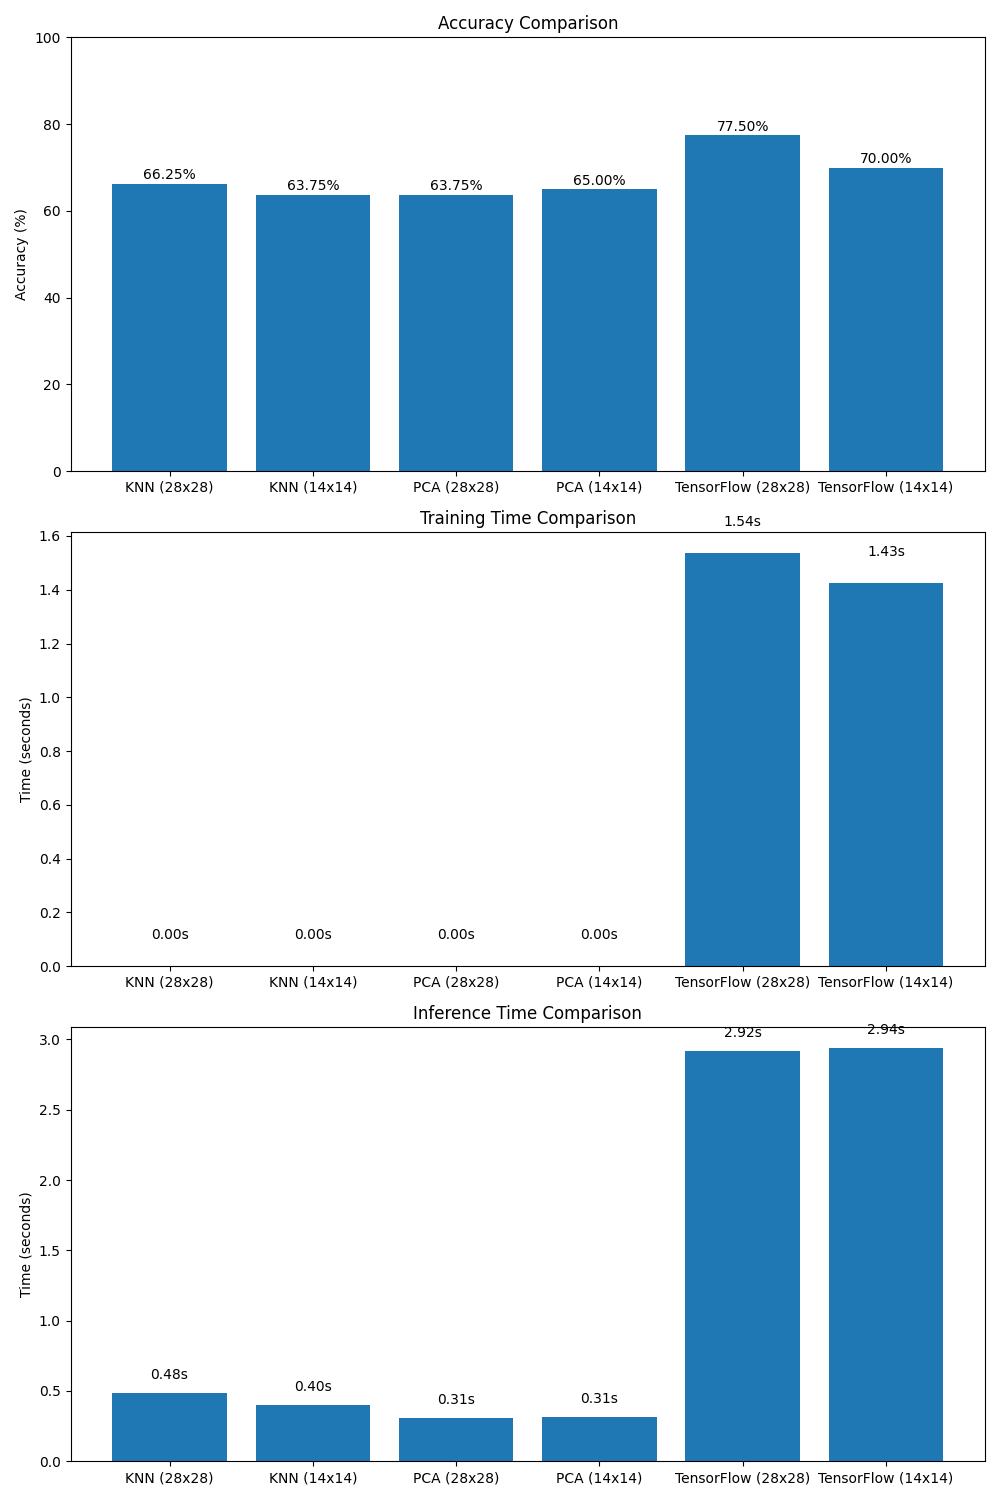 Accuracy Comparison
100
80
60
40
20
0
Accuracy (%)
66.25%
63.75%
63.75%
65.00%
77.50%
70.00%
KNN (28x28)
KNN (14x14)
PCA (28x28)
PCA (14x14)
TensorFlow (28x28)
TensorFlow (14x14)
Training Time Comparison
1.6
1.4
1.2
1.0
0.8
0.6
0.4
0.2
0.0
Time (seconds)
0.00s
0.00s
0.00s
0.00s
1.54s
1.43s
KNN (28x28)
KNN (14x14)
PCA (28x28)
PCA (14x14)
TensorFlow (28x28)
TensorFlow (14x14)
Inference Time Comparison
3.0
2.5
2.0
1.5
1.0
0.5
0.0
Time (seconds)
0.48s
0.40s
0.31s
0.31s
2.92s
2.94s
KNN (28x28)
KNN (14x14)
PCA (28x28)
PCA (14x14)
TensorFlow (28x28)
TensorFlow (14x14)